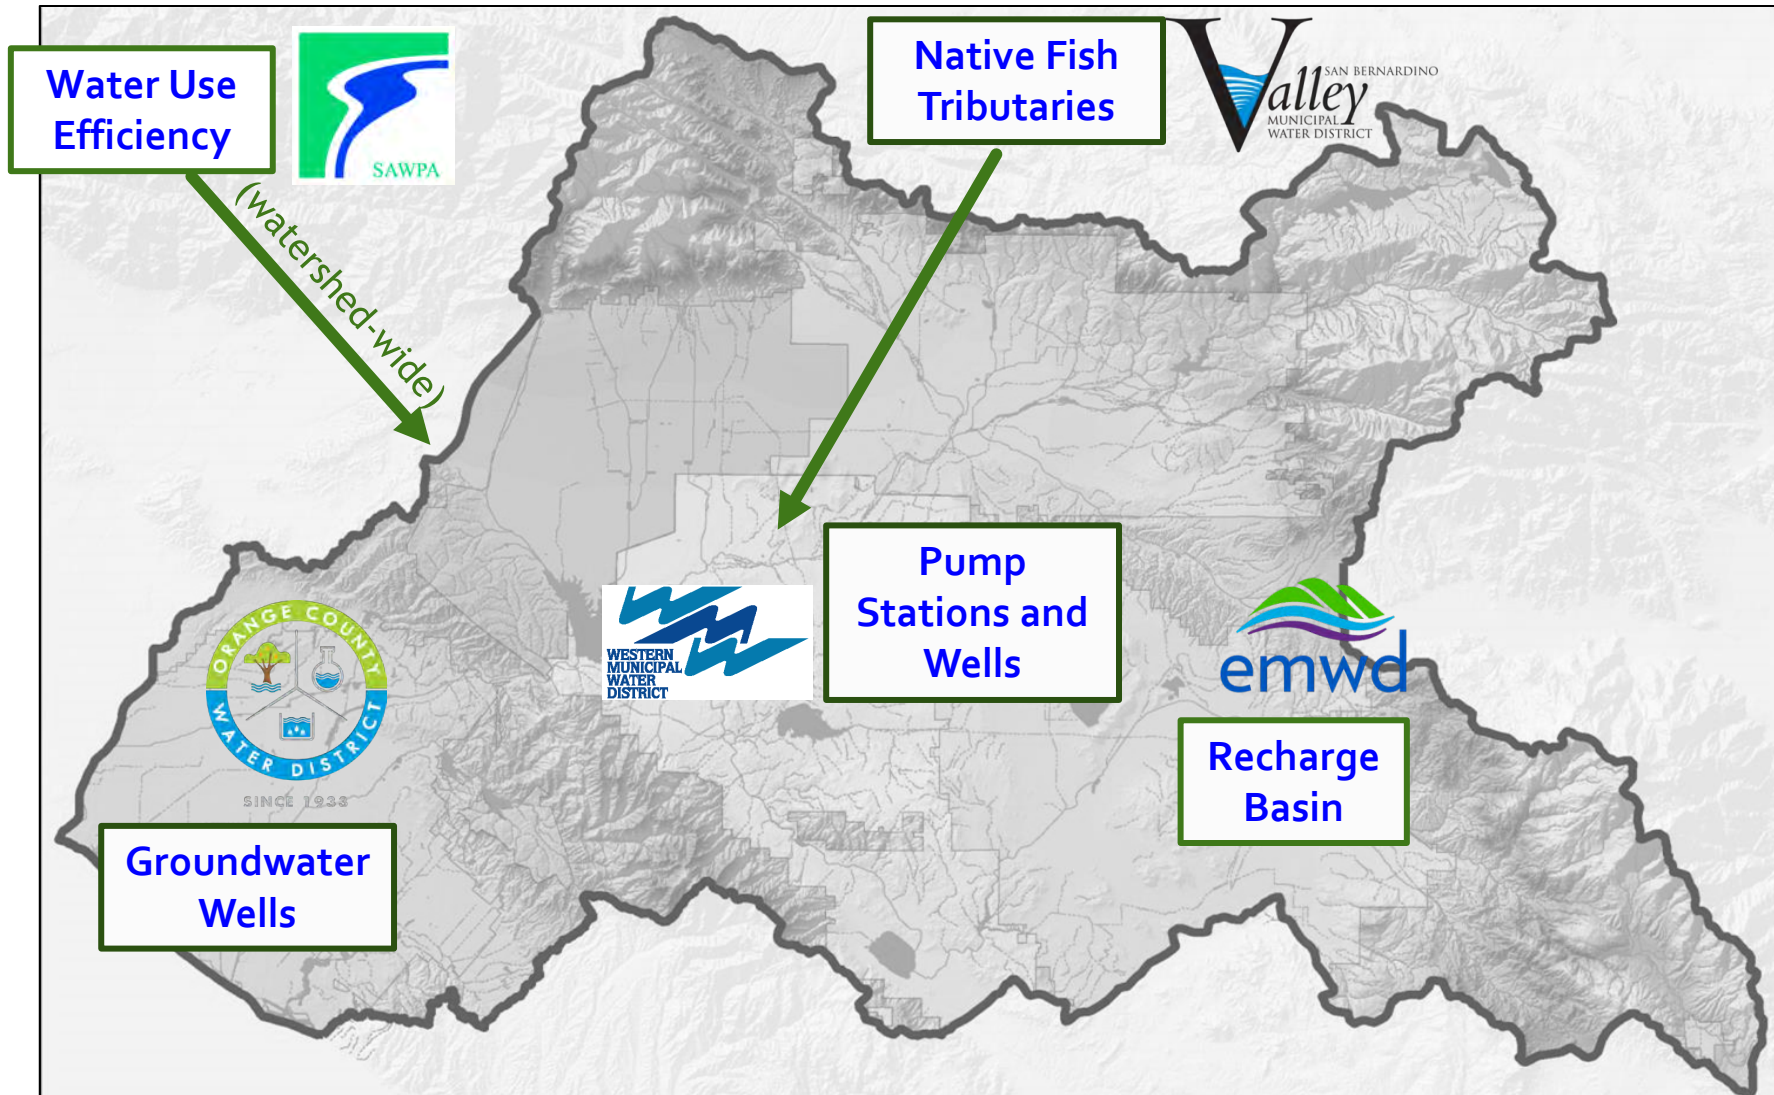 Water Use
Efficiency
SAWPA
(watershed-wide)
Native Fish
Tributaries
Valley
SAN BERNARDINO
MUNICIPAL
WATER DISTRICT
Pump
Stations and
Wells
WESTERN
MUNICIPAL
WATER
DISTRICT
emwd
Recharge
Basin
ORANGE COUNTY
WATER DISTRICT
SINCE 1933
Groundwater
Wells